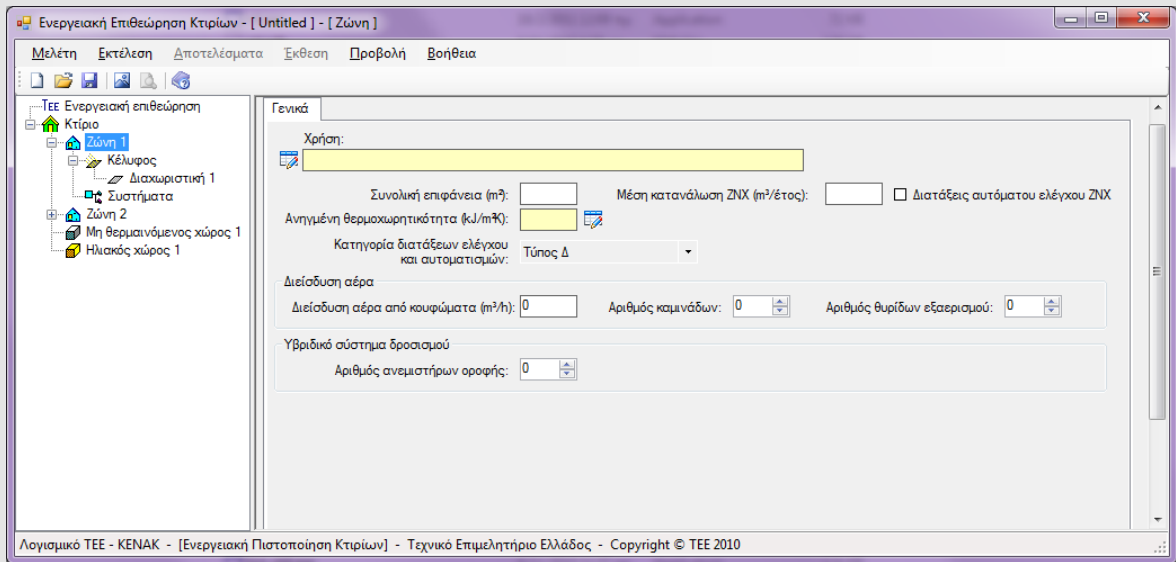 Ενεργειακή Επιθεώρηση Κτιρίων - [ Untitled ] - [ Ζώνη ]
Μελέτη Εκτέλεση Αποτελέσματα Έκθεση Προβολή Βοήθεια
TEE Ενεργειακή επιθεώρηση
Κτίριο
Ζώνη 1
Κέλυφος
Διαχωριστική 1
Συστήματα
Ζώνη 2
Μη θερμαινόμενος χώρος 1
Ηλιακός χώρος 1
Γενικά
Χρήση:
Συνολική επιφάνεια (m²): Μέση κατανάλωση ΖΝΧ (m³/έτος): Διατάξεις αυτόματου ελέγχου ΖΝΧ
Ανηγμένη θερμοχωρητικότητα (kJ/m²K):
Κατηγορία διατάξεων ελέγχου
και αυτοματισμών: Τύπος Δ
Διείσδυση αέρα
Διείσδυση αέρα από κουφώματα (m³/h): 0 Αριθμός καμινάδων: 0 Αριθμός θυρίδων εξαερισμού: 0
Υβριδικό σύστημα δροσισμού
Αριθμός ανεμιστήρων οροφής: 0
Λογισμικό ΤΕΕ - ΚΕΝΑΚ - [Ενεργειακή Πιστοποίηση Κτιρίων] - Τεχνικό Επιμελητήριο Ελλάδος - Copyright © ΤΕΕ 2010